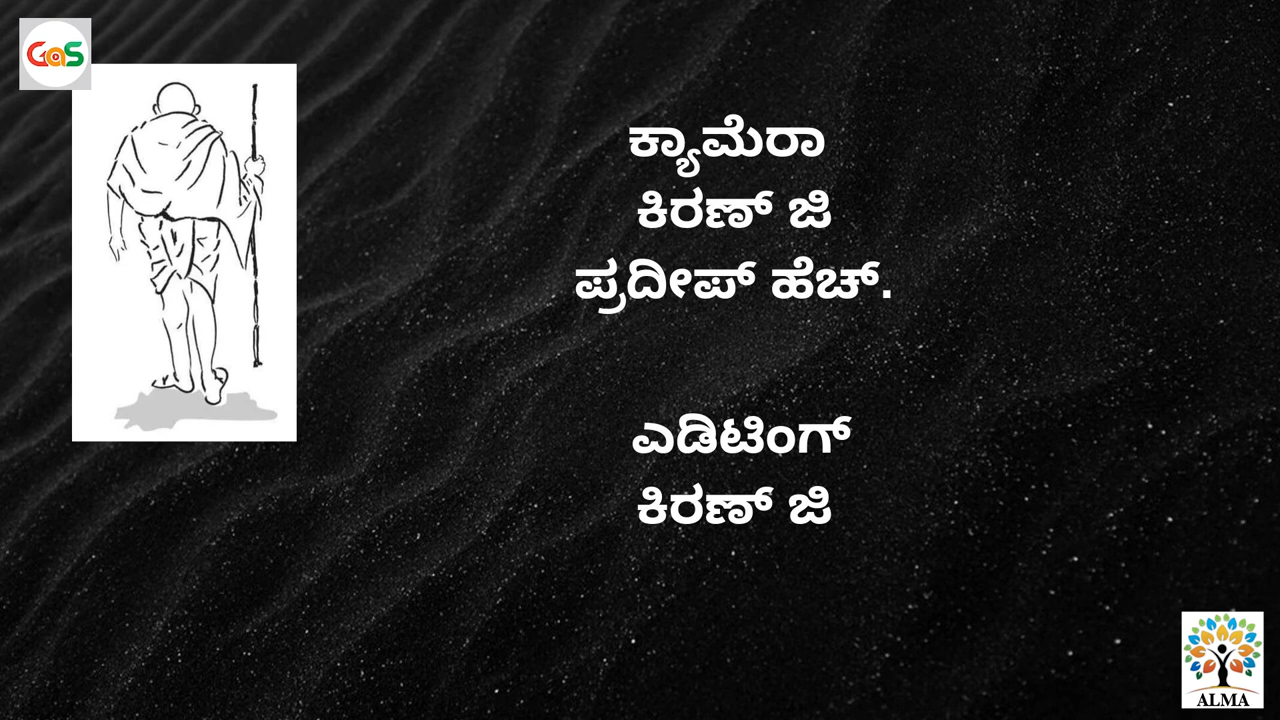 GaS
ಕ್ಯಾಮೆರಾ
ಕಿರಣ್ ಜಿ
ಪ್ರದೀಪ್ ಹೆಚ್.
ಎಡಿಟಿಂಗ್
ಕಿರಣ್ ಜಿ
ALMA